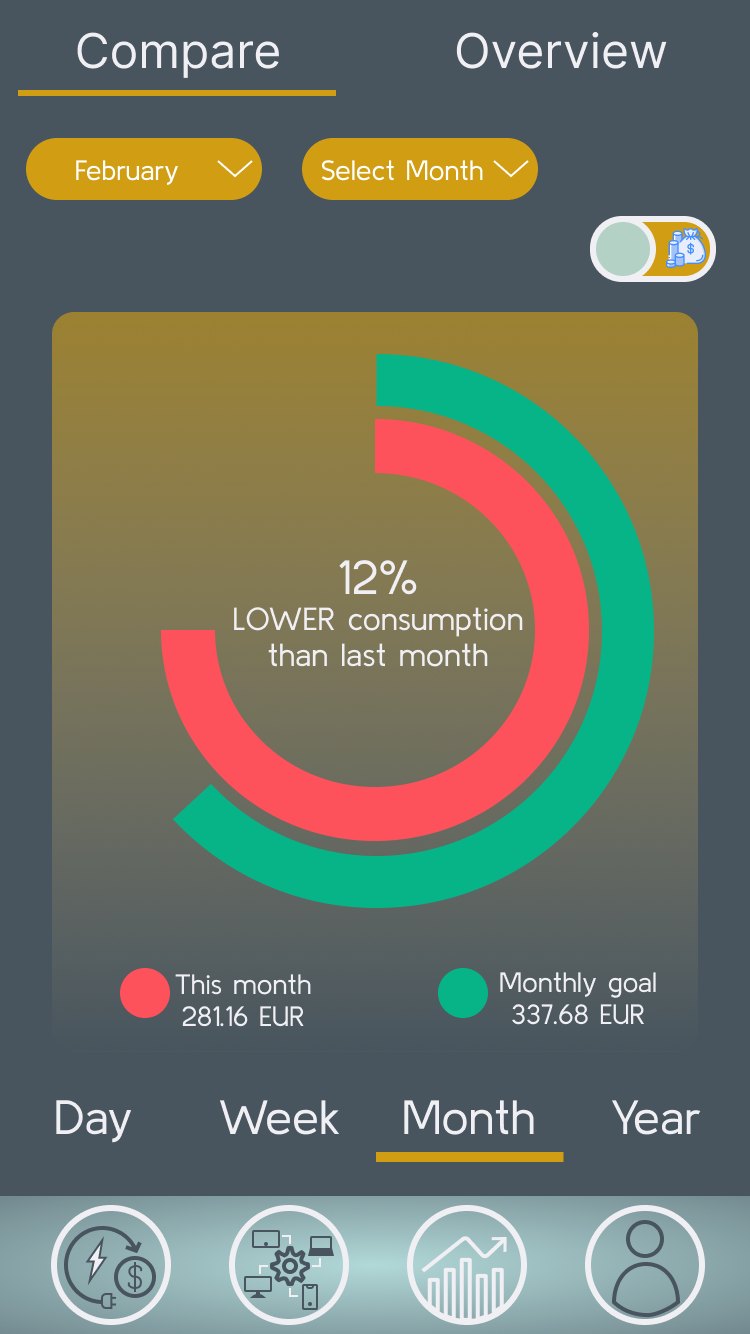 Compare
Overview
February
Select Month
$
12%
LOWER consumption
than last month
This month
281.16 EUR
Monthly goal
337.68 EUR
Day
Week
Month
Year
$